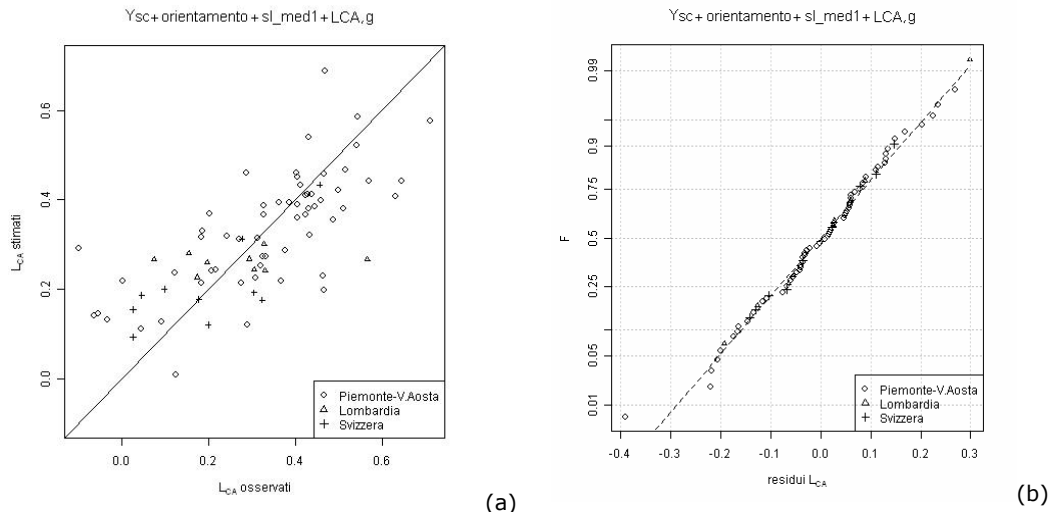 Ysc+ orientamento + sl_med1 + LCA,g
L_CA stimati
0.6
0.4
0.2
0.0
0.0 0.2 0.4 0.6
L_CA osservati
Piemonte-V.Aosta
Lombardia
Svizzera
(a)
Ysc+ orientamento + sl_med1 + LCA,g
F
0.99
0.9
0.75
0.5
0.25
0.05
0.01
-0.4 -0.3 -0.2 -0.1 0.0 0.1 0.2 0.3
residui L_CA
Piemonte-V.Aosta
Lombardia
Svizzera
(b)